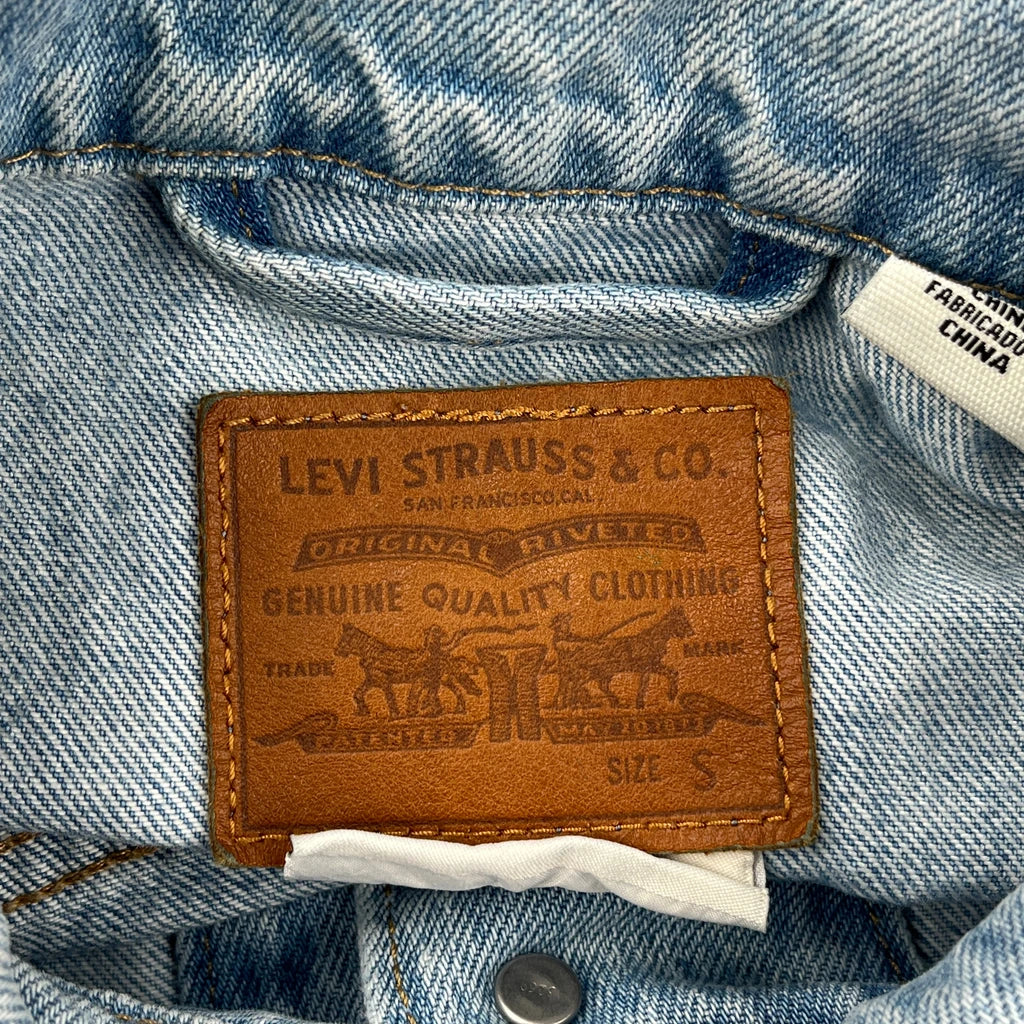 LEVI STRAUSS & CO.
SAN FRANCISCO, CAL.
ORIGINAL RIVETED
GENUINE QUALITY CLOTHING
TRADE MARK
PATENTED MAY 20 1873
SIZE S
CHINA
FABRICADO
CHINA